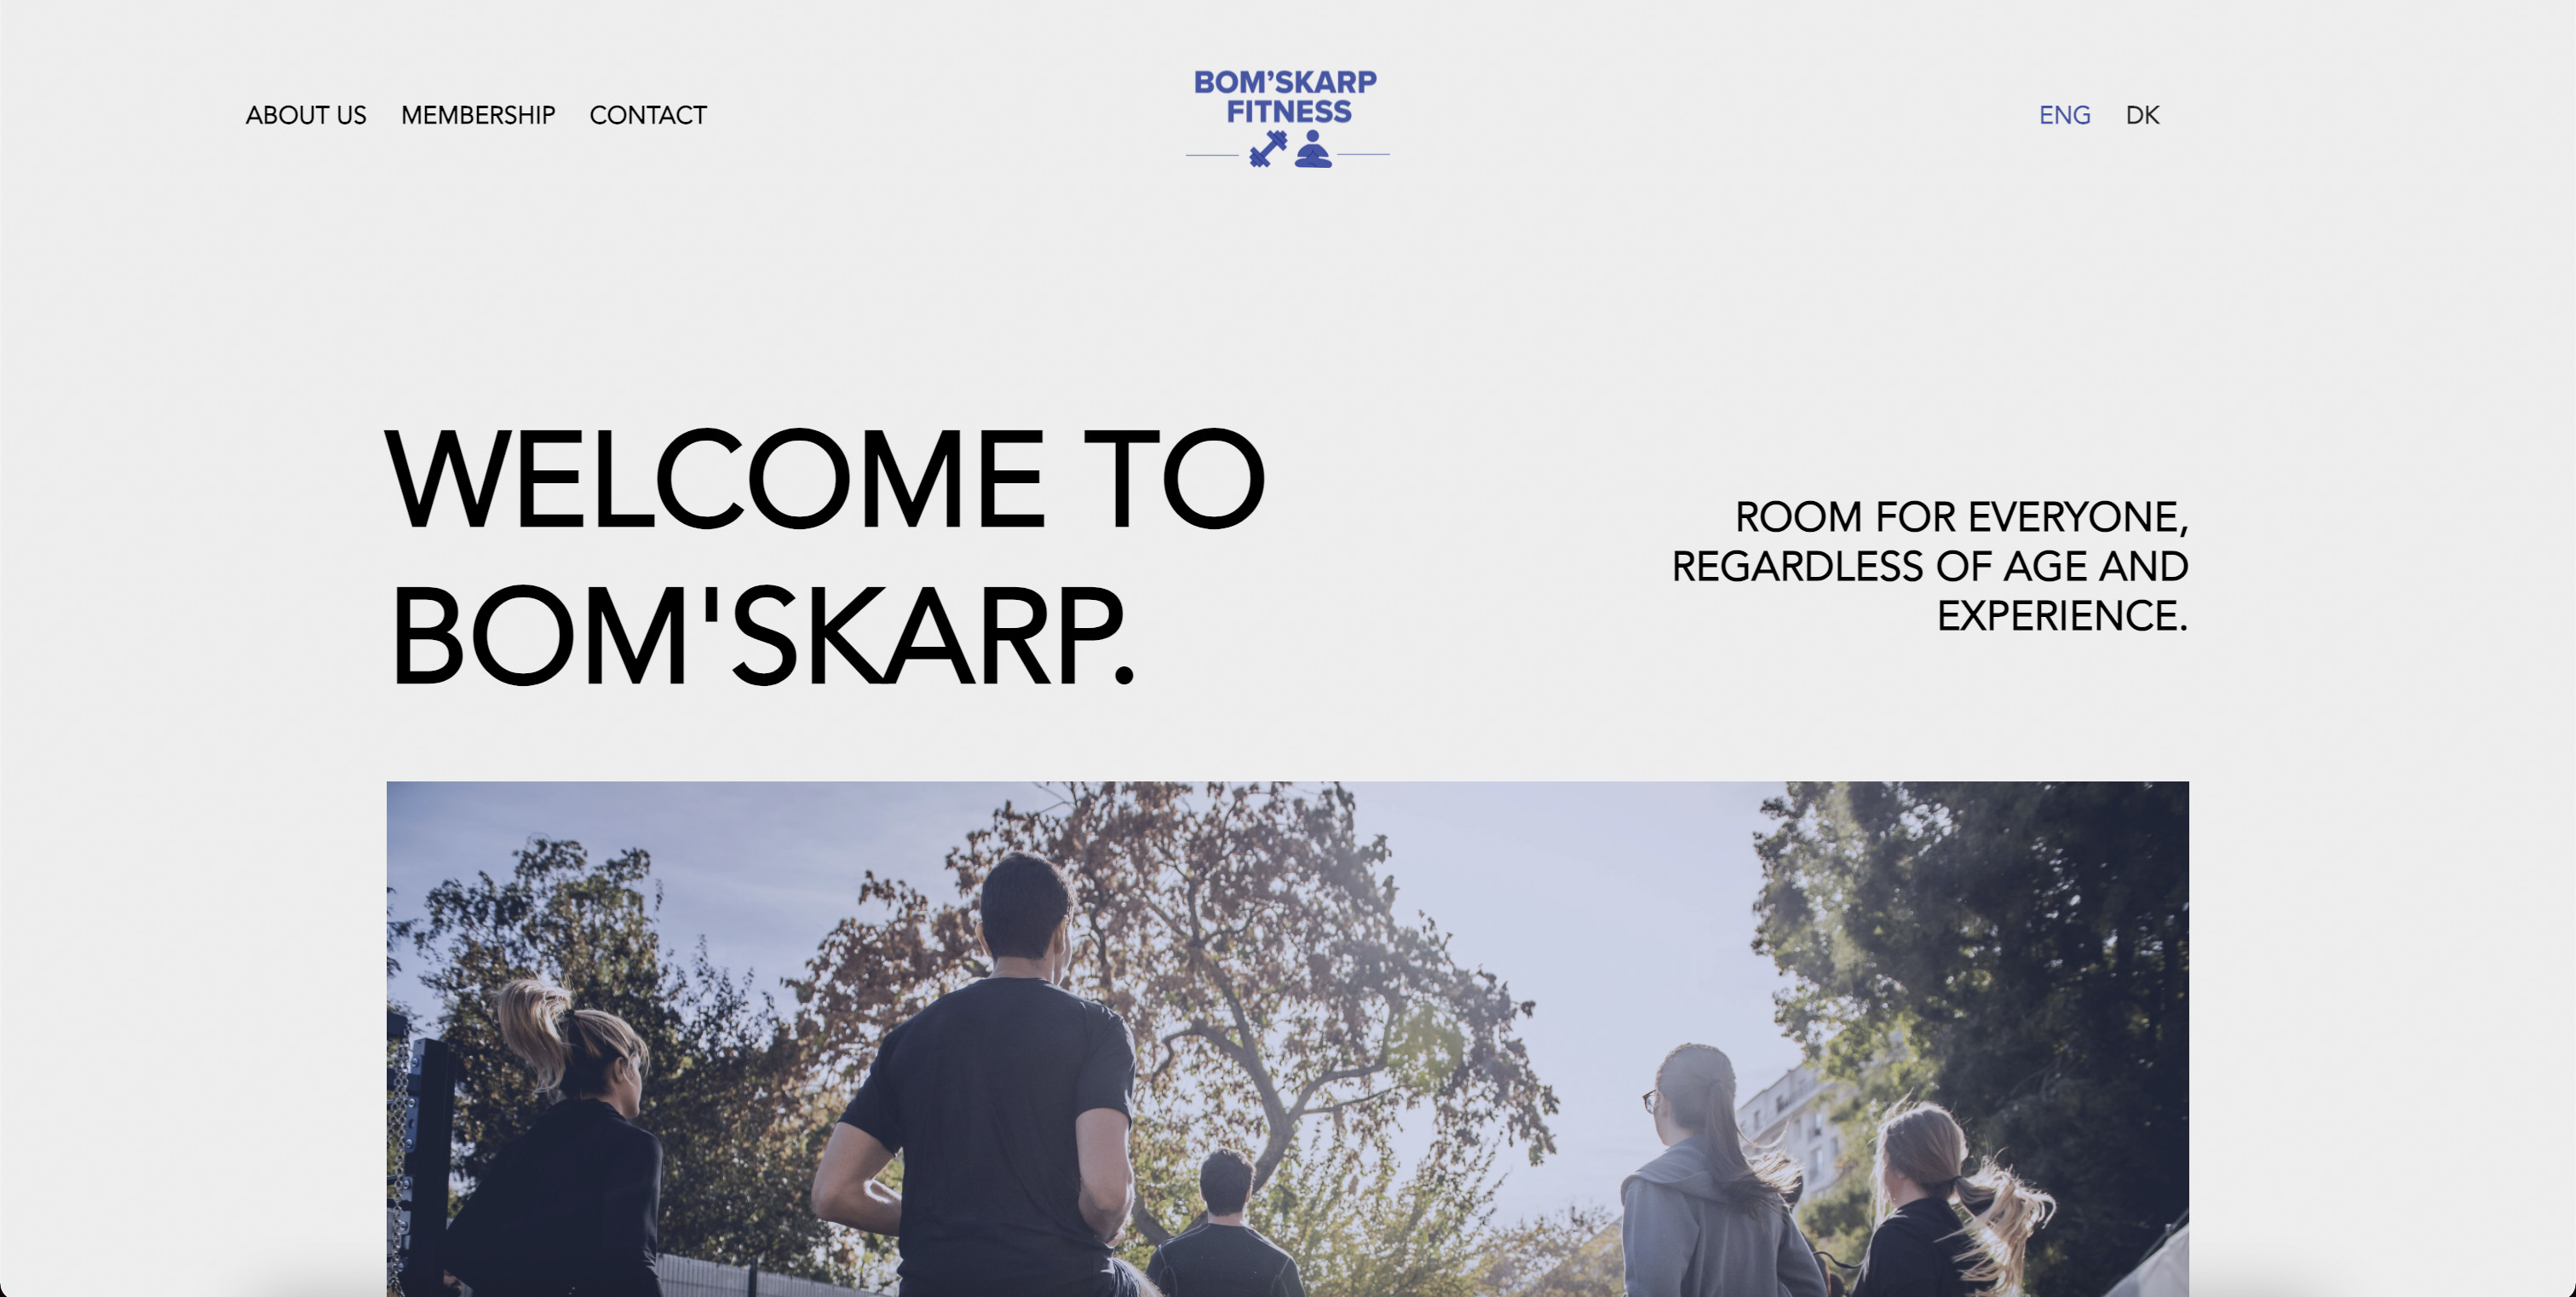 ABOUT US MEMBERSHIP CONTACT
BOM’SKARP
FITNESS
ENG DK
WELCOME TO
BOM'SKARP.
ROOM FOR EVERYONE,
REGARDLESS OF AGE AND
EXPERIENCE.